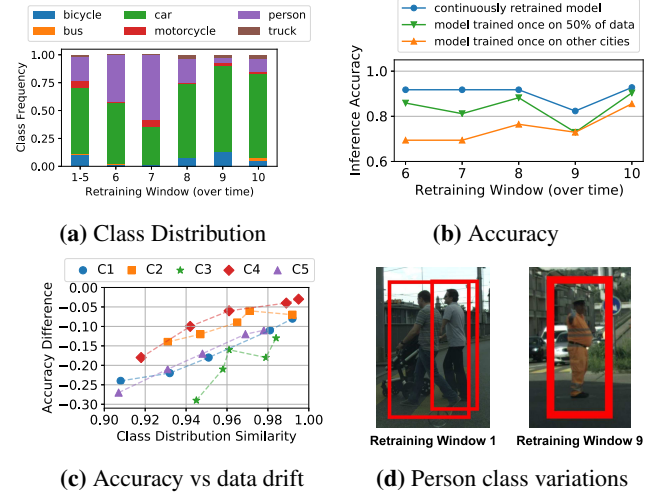 bicycle car person
bus motorcycle truck
Class Frequency
1.00
0.75
0.50
0.25
0.00
1-5 6 7 8 9 10
Retraining Window (over time)
(a) Class Distribution
continuously retrained model
model trained once on 50% of data
model trained once on other cities
Inference Accuracy
1.0
0.8
0.6
6 7 8 9 10
Retraining Window (over time)
(b) Accuracy
C1 C2 C3 C4 C5
Accuracy Difference
0.00
−0.05
−0.10
−0.15
−0.20
−0.25
−0.30
0.90 0.92 0.94 0.96 0.98 1.00
Class Distribution Similarity
(c) Accuracy vs data drift
Retraining Window 1 Retraining Window 9
(d) Person class variations